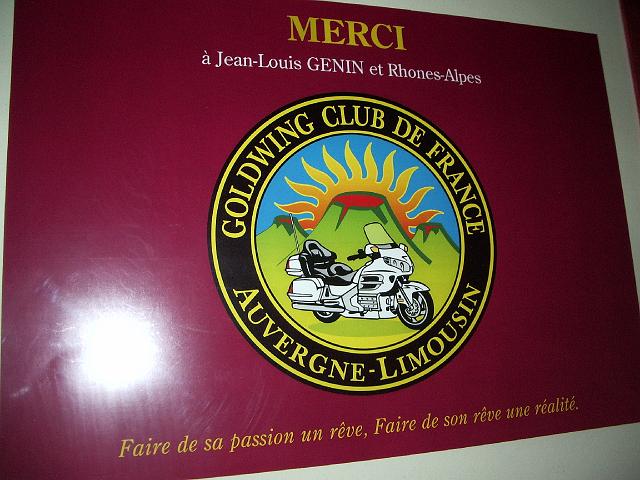 MERCI
à Jean-Louis GENIN et Rhones-Alpes
GOLDWING CLUB DE FRANCE
AUVERGNE-LIMOUSIN
Faire de sa passion un rêve, Faire de son rêve une réalité.